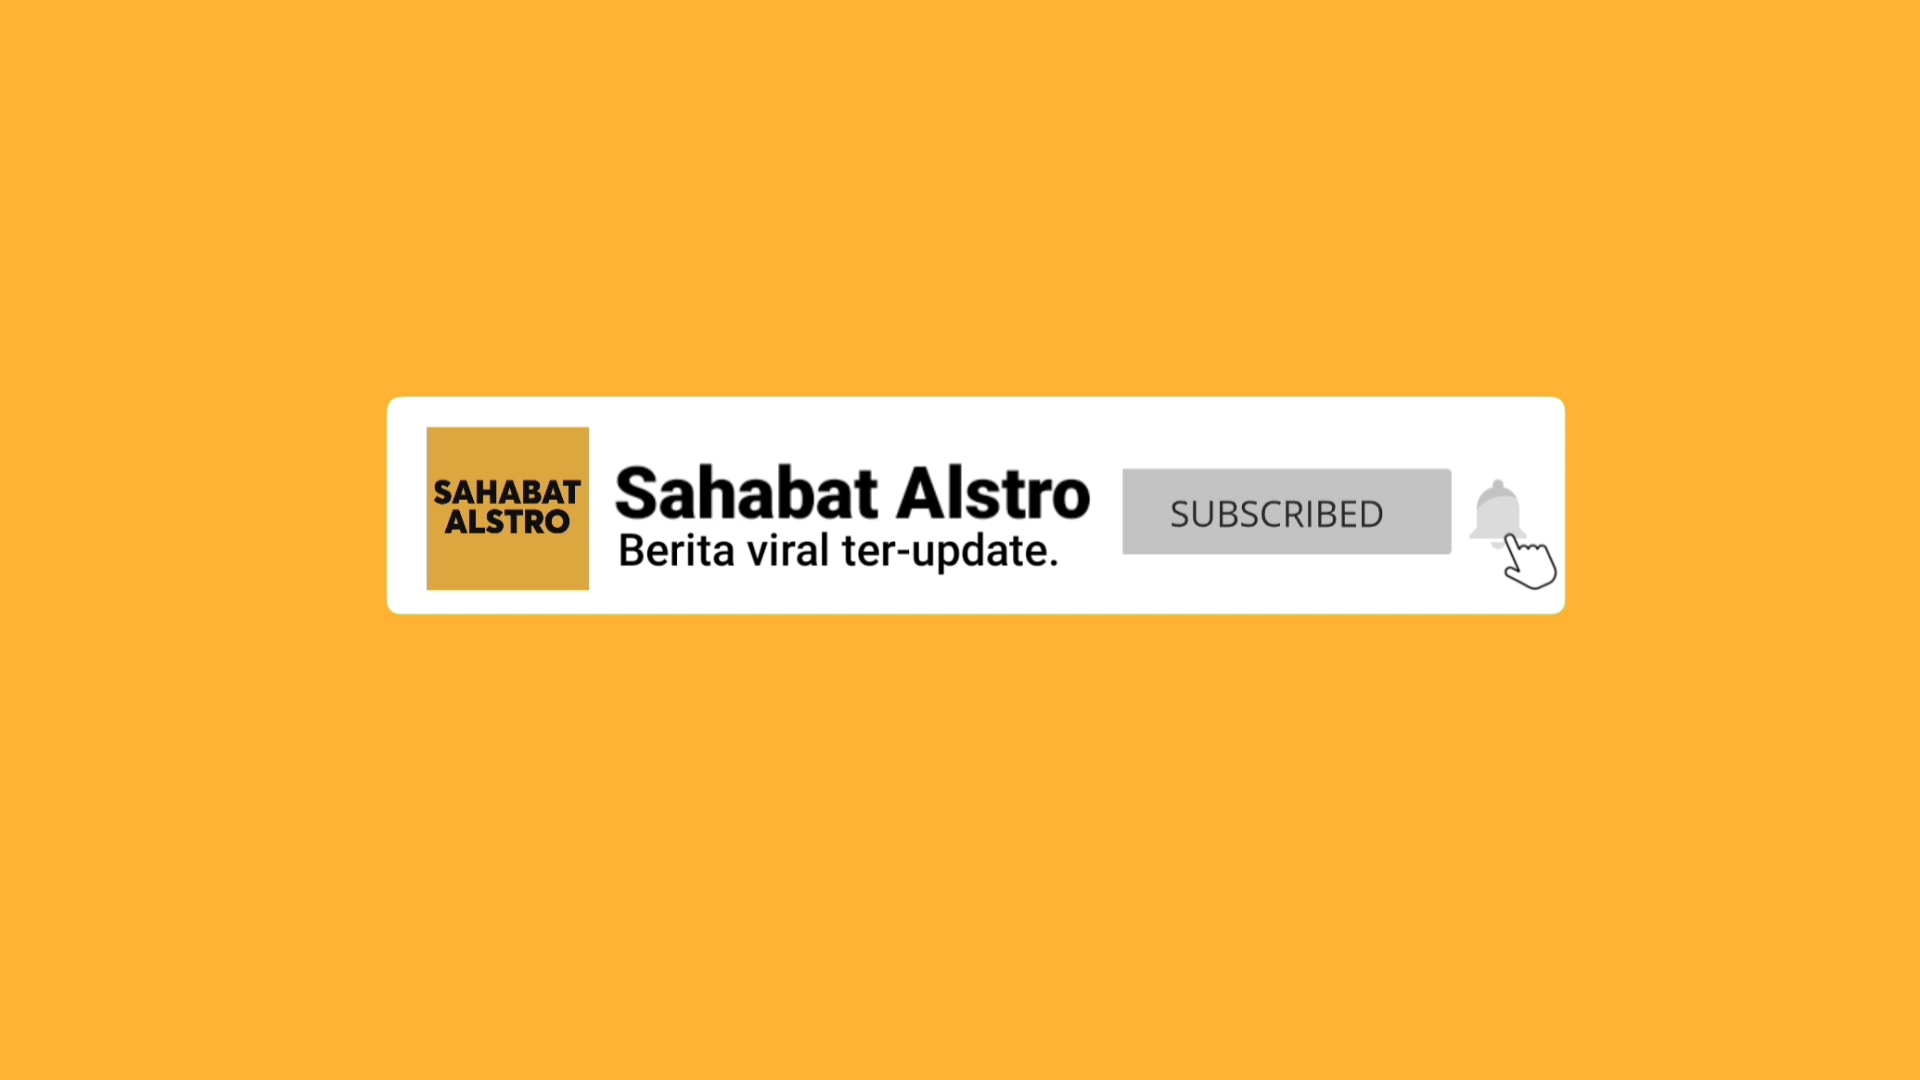 SAHABAT
ALSTRO
Sahabat Alstro
Berita viral ter-update.
SUBSCRIBED